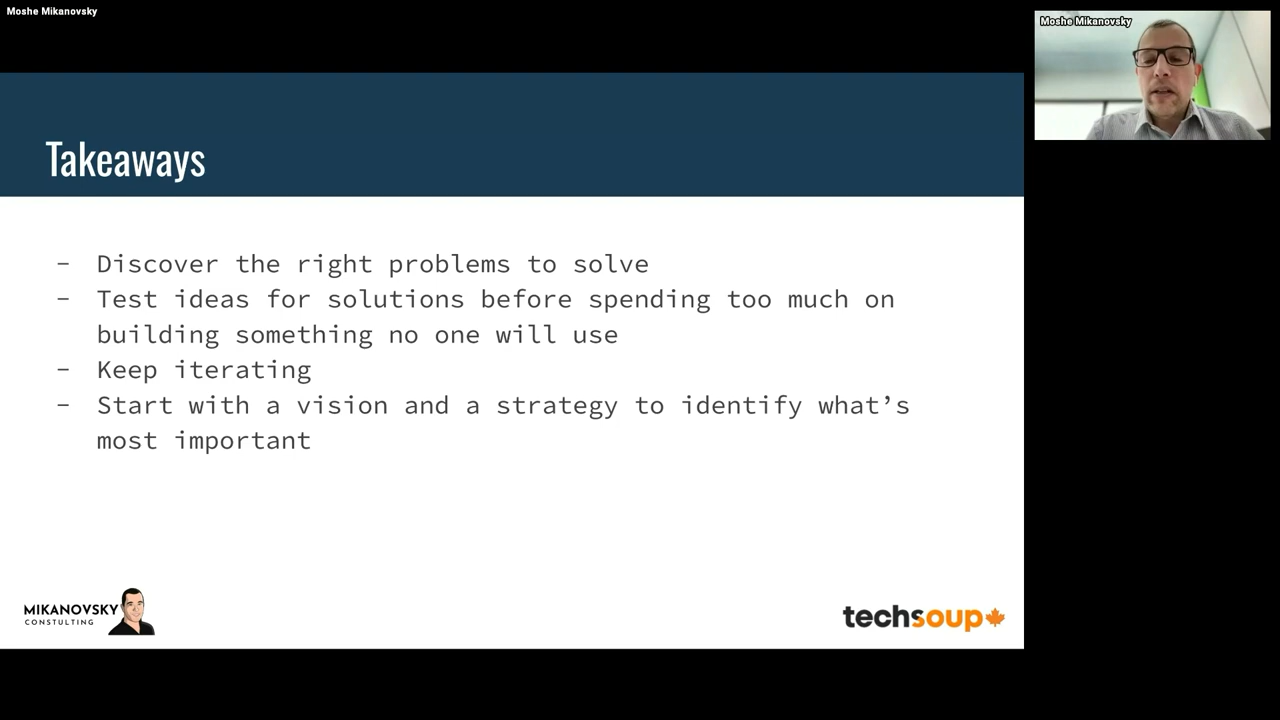 Moshe Mikanovsky
Moshe Mikanovsky
Takeaways
- Discover the right problems to solve
- Test ideas for solutions before spending too much on
building something no one will use
- Keep iterating
- Start with a vision and a strategy to identify what’s
most important
MIKANOVSKY
CONSTULTING
techsoup